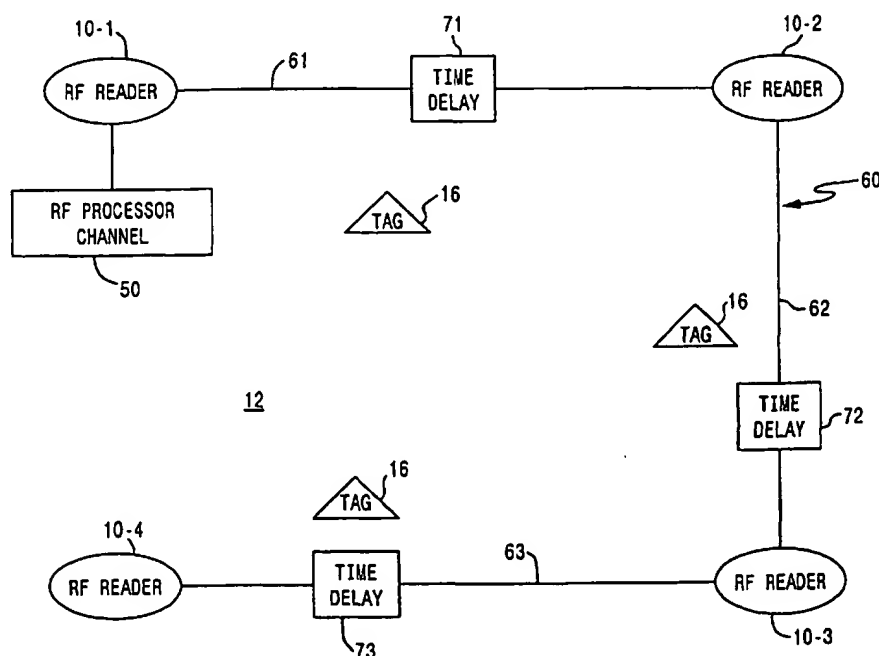 10-1
71
10-2
61
RF READER
TIME
DELAY
RF READER
60
RF PROCESSOR
CHANNEL
16
TAG
50
16
62
TAG
12
TIME
DELAY
72
16
TAG
10-4
63
RF READER
TIME
DELAY
RF READER
73
10-3